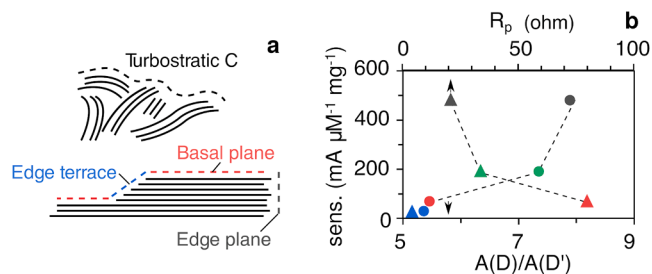 a
Turbostratic C
Basal plane
Edge terrace
Edge plane
b
Rp (ohm)
0 50 100
600
400
200
0
sens. (mA µM-1 mg-1)
5 7 9
A(D)/A(D')